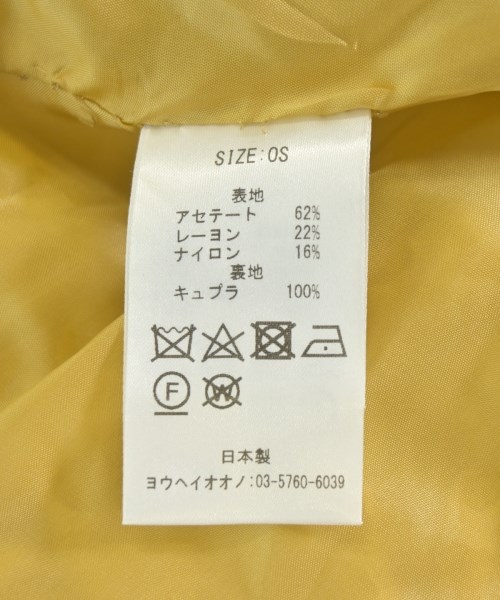 SIZE:OS
表地
アセテート 62%
レーヨン 22%
ナイロン 16%
裏地
キュプラ 100%
F W
日本製
ヨウヘイオオノ:03-5760-6039